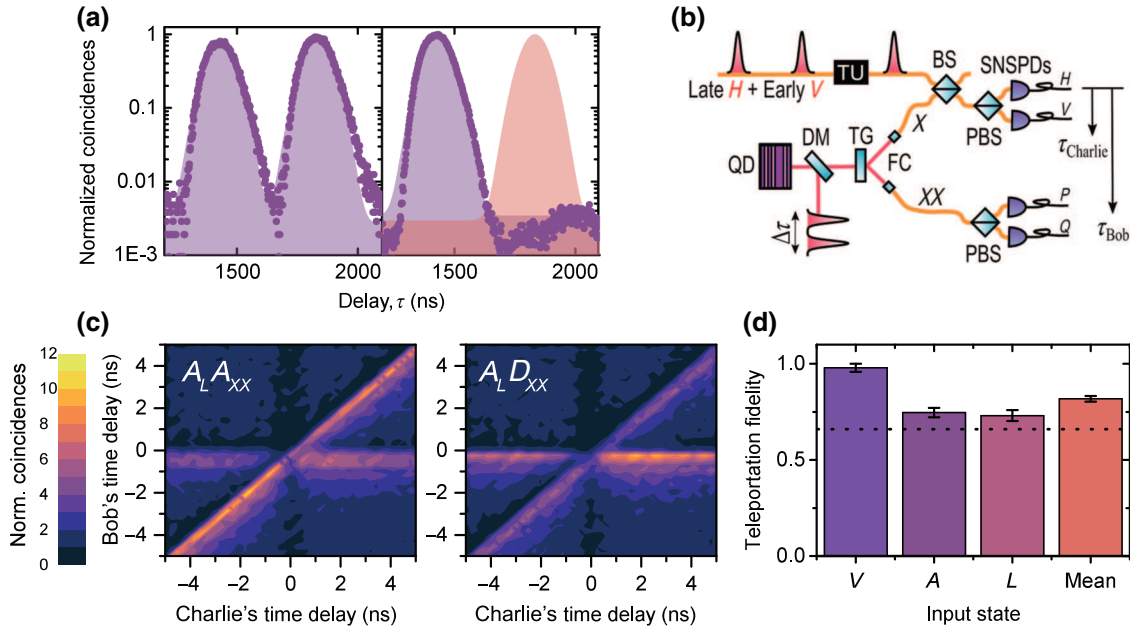 (a)
Normalized coincidences
1
0.1
0.01
1E-3
1500
2000
1500
2000
Delay, τ (ns)
(b)
Late H + Early V
TU
BS
SNSPDs
H
V
PBS
τCharlie
τBob
X
DM
TG
QD
FC
XX
P
Q
PBS
Δτ
(c)
Norm. coincidences
12
10
8
6
4
2
0
Bob's time delay (ns)
4
2
0
−2
−4
ALAXX
−4
−2
0
2
4
Charlie's time delay (ns)
4
2
0
−2
−4
ALDXX
−4
−2
0
2
4
Charlie's time delay (ns)
(d)
Teleportation fidelity
1.0
0.5
0.0
V
A
L
Mean
Input state